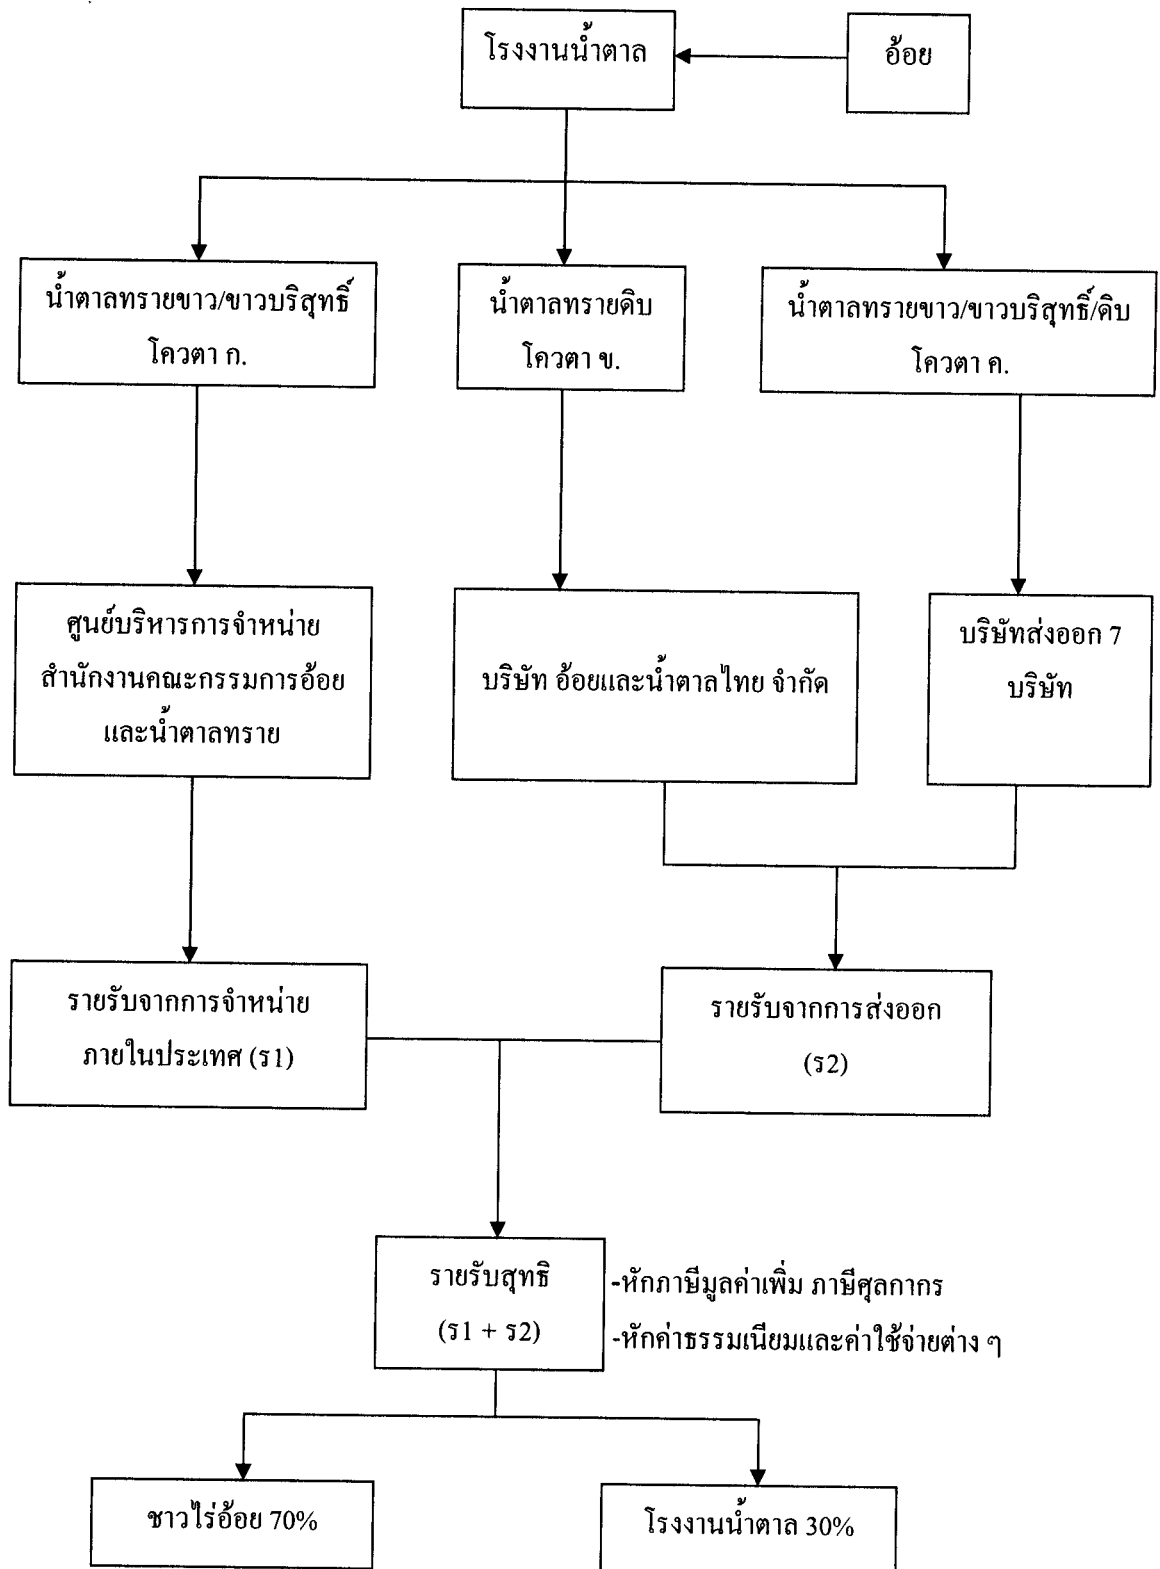 โรงงานน้ำตาล
อ้อย
น้ำตาลทรายขาว/ขาวบริสุทธิ์
โควตา ก.
น้ำตาลทรายดิบ
โควตา ข.
น้ำตาลทรายขาว/ขาวบริสุทธิ์/ดิบ
โควตา ค.
ศูนย์บริหารการจำหน่าย
สำนักงานคณะกรรมการอ้อย
และน้ำตาลทราย
บริษัท อ้อยและน้ำตาลไทย จำกัด
บริษัทส่งออก 7
บริษัท
รายรับจากการจำหน่าย
ภายในประเทศ (ร1)
รายรับจากการส่งออก
(ร2)
รายรับสุทธิ
(ร1 + ร2)
-หักภาษีมูลค่าเพิ่ม ภาษีศุลกากร
-หักค่าธรรมเนียมและค่าใช้จ่ายต่าง ๆ
ชาวไร่อ้อย 70%
โรงงานน้ำตาล 30%